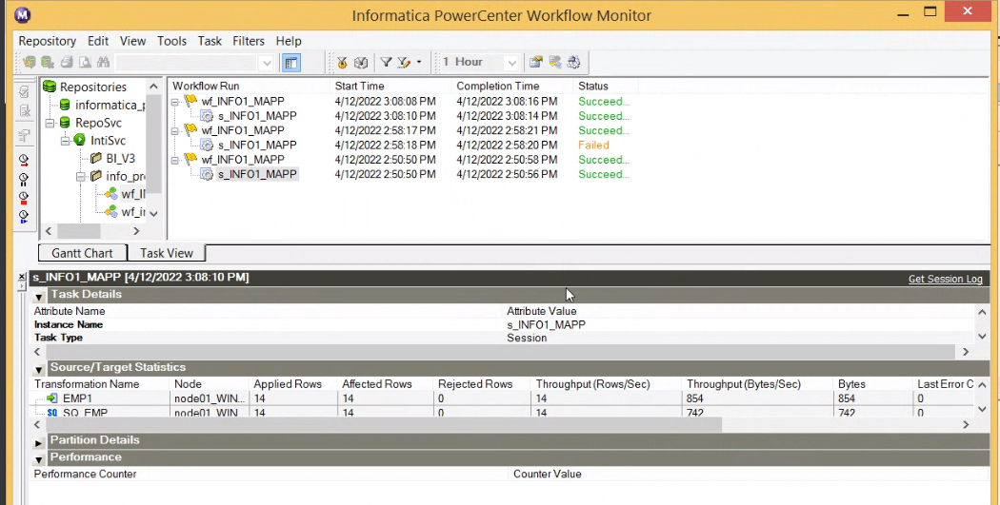 Informatica PowerCenter Workflow Monitor
Repository Edit View Tools Task Filters Help
1 Hour
Repositories
informatica_p
RepoSvc
IntiSvc
BI_V3
info_pr
wf_II
wf_i
Workflow Run Start Time Completion Time Status
wf_INFO1_MAPP 4/12/2022 3:08:08 PM 4/12/2022 3:08:16 PM Succeed...
s_INFO1_MAPP 4/12/2022 3:08:10 PM 4/12/2022 3:08:14 PM Succeed...
wf_INFO1_MAPP 4/12/2022 2:58:17 PM 4/12/2022 2:58:21 PM Succeed...
s_INFO1_MAPP 4/12/2022 2:58:18 PM 4/12/2022 2:58:20 PM Failed
wf_INFO1_MAPP 4/12/2022 2:50:50 PM 4/12/2022 2:50:58 PM Succeed...
s_INFO1_MAPP 4/12/2022 2:50:50 PM 4/12/2022 2:50:56 PM Succeed...
Gantt Chart Task View
s_INFO1_MAPP [4/12/2022 3:08:10 PM] Get Session Log
Task Details
Attribute Name Attribute Value
Instance Name s_INFO1_MAPP
Task Type Session
Source/Target Statistics
Transformation Name Node Applied Rows Affected Rows Rejected Rows Throughput (Rows/Sec) Throughput (Bytes/Sec) Bytes Last Error C
EMP1 node01_WIN... 14 14 0 14 854 854 0
SQ_EMP node01_WIN 14 14 0 14 742 742 0
Partition Details
Performance
Performance Counter Counter Value